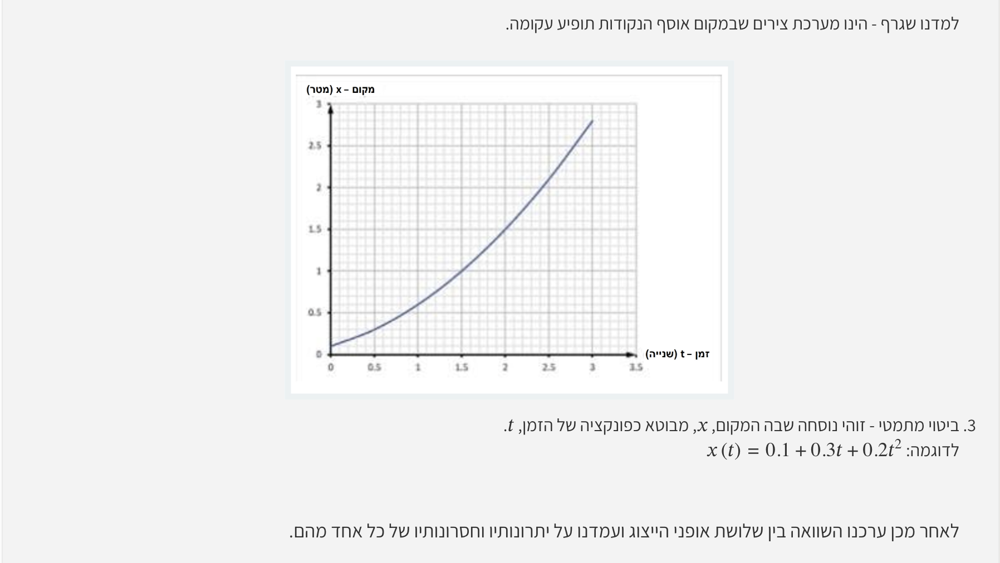 למדנו שגרף - הינו מערכת צירים שבמקום אוסף הנקודות תופיע עקומה.
מקום – x (מטר)
3
2.5
2
1.5
1
0.5
0
0 0.5 1 1.5 2 2.5 3 3.5
זמן – t (שנייה)
3. ביטוי מתמטי - זוהי נוסחה שבה המקום, x, מבוטא כפונקציה של הזמן, t.
לדוגמה: x (t) = 0.1 + 0.3t + 0.2t²
לאחר מכן ערכנו השוואה בין שלושת אופני הייצוג ועמדנו על יתרונותיו וחסרונותיו של כל אחד מהם.